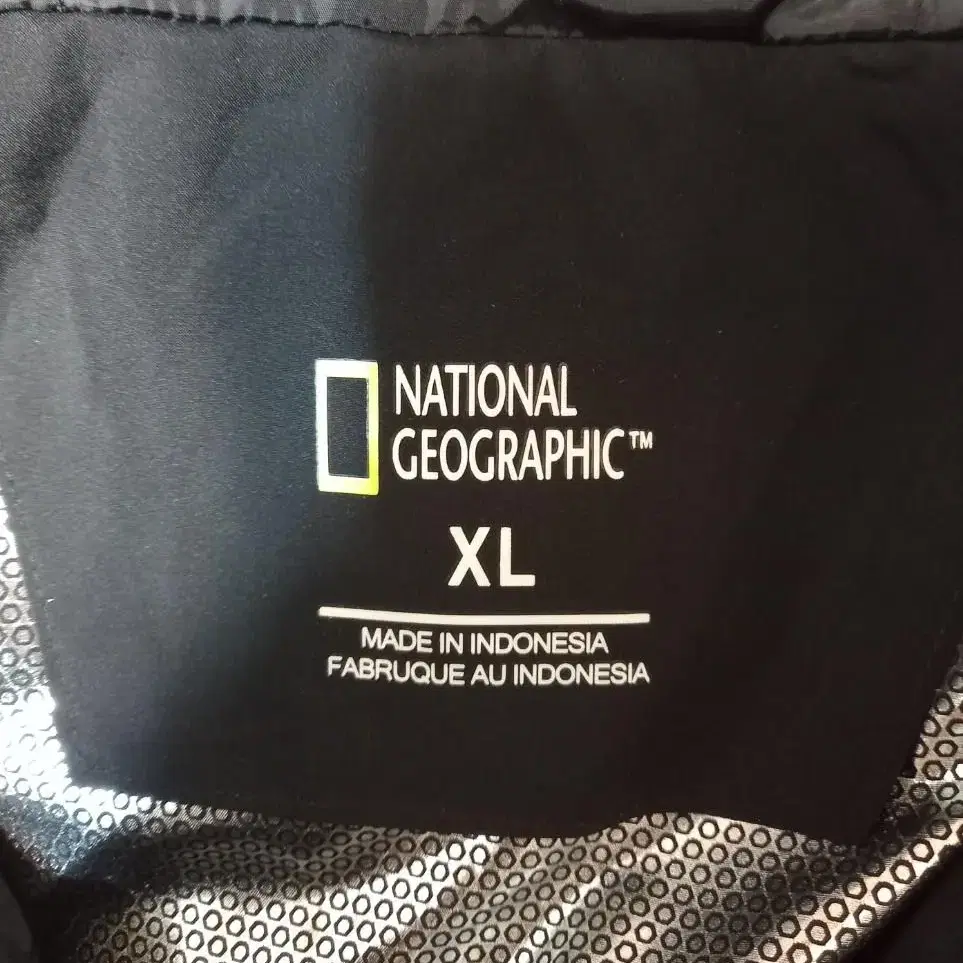 NATIONAL
GEOGRAPHIC™
XL
MADE IN INDONESIA
FABRUQUE AU INDONESIA